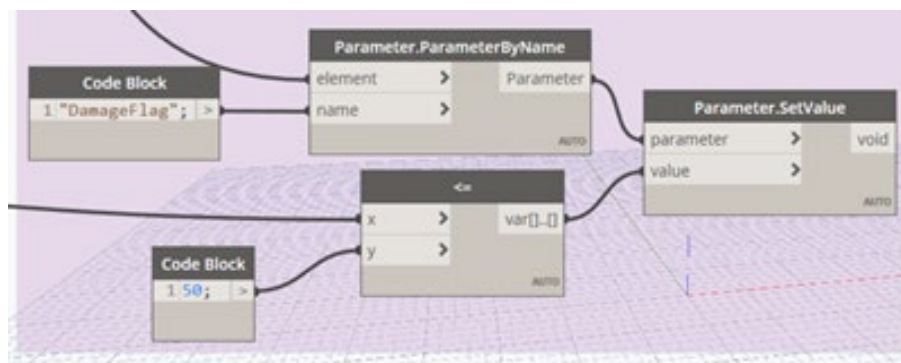 Parameter.ParameterByName
element > Parameter
name >
AUTO
Code Block
1 "DamageFlag"; >
Parameter.SetValue
parameter > void
value >
AUTO
<=
x > var[]..[]
y >
AUTO
Code Block
1 50; >